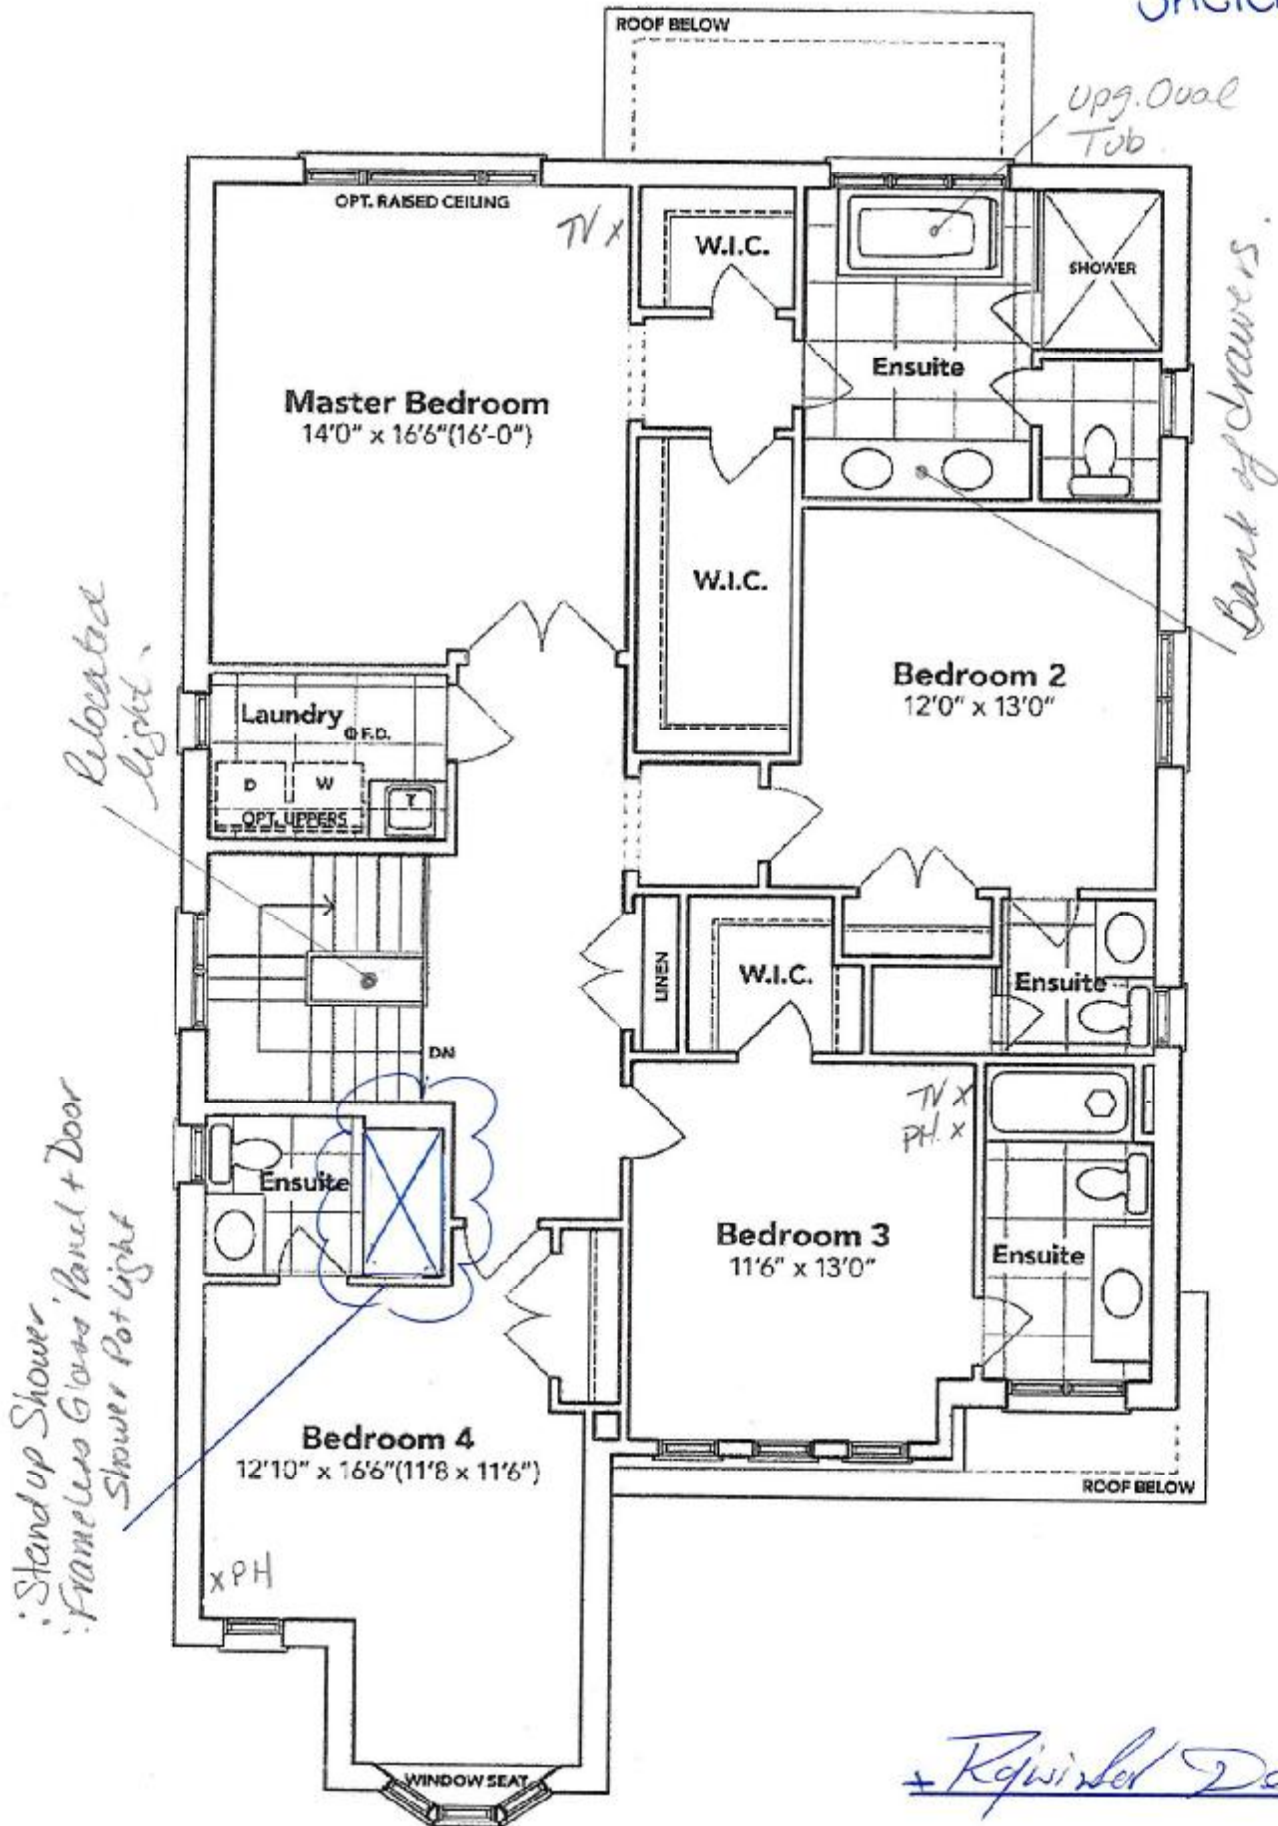 ROOF BELOW
Upg. Oval
Tub
OPT. RAISED CEILING
TV X
W.I.C.
SHOWER
Ensuite
Master Bedroom
14'0" x 16'6"(16'-0")
Bank of drawers.
W.I.C.
Bedroom 2
12'0" x 13'0"
Relocated
light.
Laundry
F.D.
D
W
T
OPT. UPPERS
LINEN
W.I.C.
Ensuite
DN
TV X
PH. X
Ensuite
Bedroom 3
11'6" x 13'0"
Ensuite
: Stand up Shower
: Frameless Glass Panel + Door
Shower Pot Light
Bedroom 4
12'10" x 16'6"(11'8 x 11'6")
ROOF BELOW
X PH
WINDOW SEAT